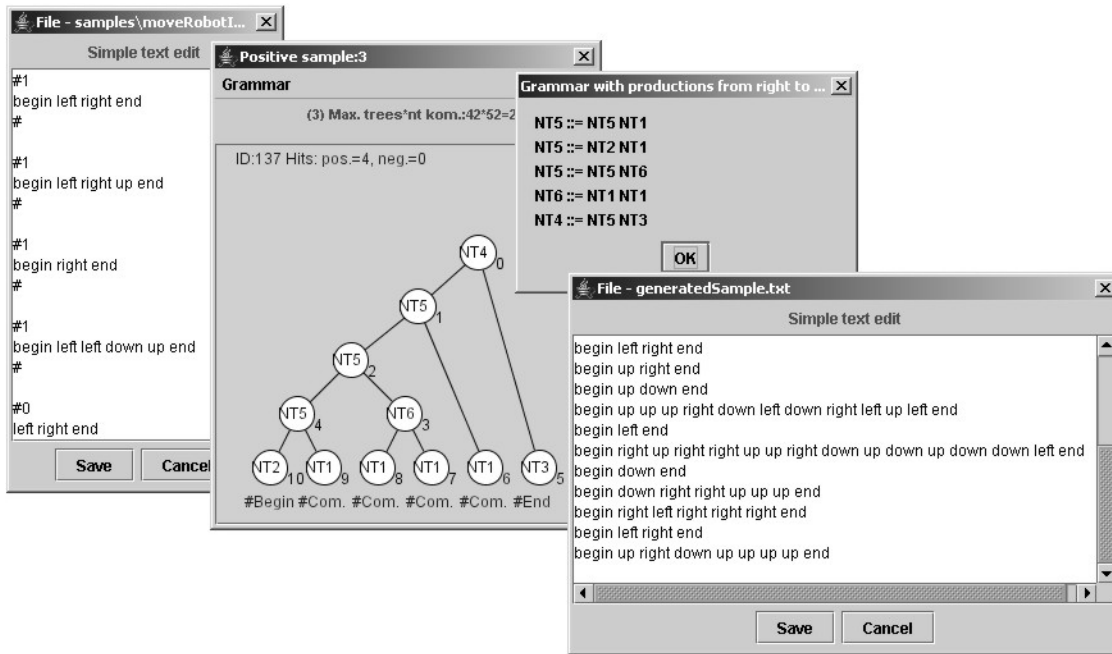 File - samples\moveRobotI...
Simple text edit
#1
begin left right end
#
#1
begin left right up end
#
#1
begin right end
#
#1
begin left left down up end
#
#0
left right end
Save
Cancel
Positive sample:3
Grammar
(3) Max. trees*nt kom.:42*52=2
ID:137 Hits: pos.=4, neg.=0
NT4 0
NT5 1
NT5 2
NT5 4 NT6 3
NT2 10 NT1 9 NT1 8 NT1 7 NT1 6 NT3 5
#Begin #Com. #Com. #Com. #Com. #End
Grammar with productions from right to ...
NT5 ::= NT5 NT1
NT5 ::= NT2 NT1
NT5 ::= NT5 NT6
NT6 ::= NT1 NT1
NT4 ::= NT5 NT3
OK
File - generatedSample.txt
Simple text edit
begin left right end
begin up right end
begin up down end
begin up up up right down left down right left up left end
begin left end
begin right up right right up up right down up down up down down left end
begin down end
begin down right right up up up end
begin right left right right right end
begin left right end
begin up right down up up up up end
Save
Cancel